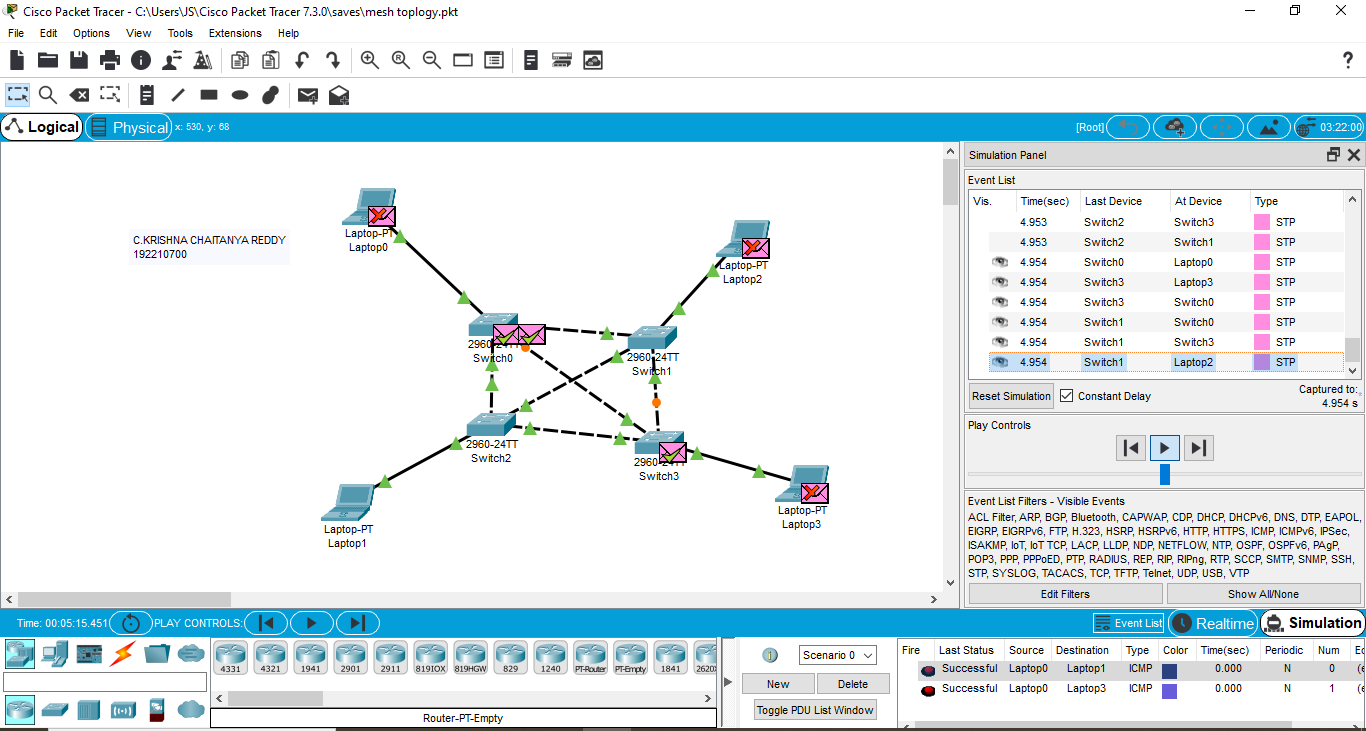 Cisco Packet Tracer - C:\Users\JS\Cisco Packet Tracer 7.3.0\saves\mesh toplogy.pkt
File Edit Options View Tools Extensions Help
Logical Physical x: 530, y: 68 [Root] 03:22:00
C.KRISHNA CHAITANYA REDDY
192210700
Laptop-PT
Laptop0
Laptop-PT
Laptop2
2960-24TT
Switch0
2960-24TT
Switch1
2960-24TT
Switch2
2960-24TT
Switch3
Laptop-PT
Laptop1
Laptop-PT
Laptop3
Simulation Panel
Event List
Vis. Time(sec) Last Device At Device Type
4.953 Switch2 Switch3 STP
4.953 Switch2 Switch1 STP
4.954 Switch0 Laptop0 STP
4.954 Switch3 Laptop3 STP
4.954 Switch3 Switch0 STP
4.954 Switch1 Switch0 STP
4.954 Switch1 Switch3 STP
4.954 Switch1 Laptop2 STP
Reset Simulation Constant Delay Captured to:
4.954 s
Play Controls
Event List Filters - Visible Events
ACL Filter, ARP, BGP, Bluetooth, CAPWAP, CDP, DHCP, DHCPv6, DNS, DTP, EAPOL,
EIGRP, EIGRPv6, FTP, H.323, HSRP, HSRPv6, HTTP, HTTPS, ICMP, ICMPv6, IPSec,
ISAKMP, IoT, IoT TCP, LACP, LLDP, NDP, NETFLOW, NTP, OSPF, OSPFv6, PAgP,
POP3, PPP, PPPoED, PTP, RADIUS, REP, RIP, RIPng, RTP, SCCP, SMTP, SNMP, SSH,
STP, SYSLOG, TACACS, TCP, TFTP, Telnet, UDP, USB, VTP
Edit Filters Show All/None
Time: 00:05:15.451 PLAY CONTROLS: Event List Realtime Simulation
4331 4321 1941 2901 2911 819IOX 819HGW 829 1240 PT-Router PT-Empty 1841 2620X
Router-PT-Empty
Scenario 0
New Delete
Toggle PDU List Window
Fire Last Status Source Destination Type Color Time(sec) Periodic Num Ec
Successful Laptop0 Laptop1 ICMP 0.000 N 0 (e
Successful Laptop0 Laptop3 ICMP 0.000 N 1 (e